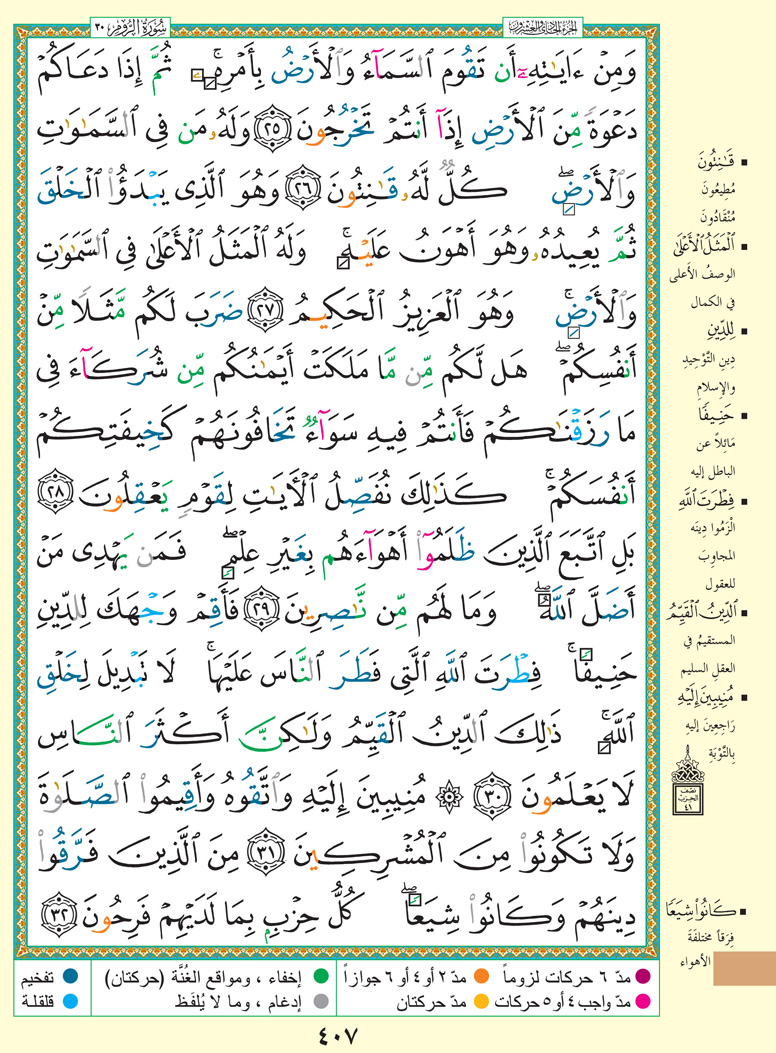 سُورَةُ الرُّومِ ٣٠
الجزء الحادي والعشرون
وَمِنْ ءَايَٰتِهِۦٓ أَن تَقُومَ ٱلسَّمَآءُ وَٱلْأَرْضُ بِأَمْرِهِۦۚ ثُمَّ إِذَا دَعَاكُمْ
دَعْوَةً مِّنَ ٱلْأَرْضِ إِذَآ أَنتُمْ تَخْرُجُونَ ﴿٢٥﴾ وَلَهُۥ مَن فِى ٱلسَّمَٰوَٰتِ
وَٱلْأَرْضِۖ كُلٌّ لَّهُۥ قَٰنِتُونَ ﴿٢٦﴾ وَهُوَ ٱلَّذِى يَبْدَؤُا۟ ٱلْخَلْقَ
ثُمَّ يُعِيدُهُۥ وَهُوَ أَهْوَنُ عَلَيْهِۚ وَلَهُ ٱلْمَثَلُ ٱلْأَعْلَىٰ فِى ٱلسَّمَٰوَٰتِ
وَٱلْأَرْضِۚ وَهُوَ ٱلْعَزِيزُ ٱلْحَكِيمُ ﴿٢٧﴾ ضَرَبَ لَكُم مَّثَلًا مِّنْ
أَنفُسِكُمْۖ هَل لَّكُم مِّن مَّا مَلَكَتْ أَيْمَٰنُكُم مِّن شُرَكَآءَ فِى
مَا رَزَقْنَٰكُمْ فَأَنتُمْ فِيهِ سَوَآءٌ تَخَافُونَهُمْ كَخِيفَتِكُمْ
أَنفُسَكُمْۚ كَذَٰلِكَ نُفَصِّلُ ٱلْءَايَٰتِ لِقَوْمٍ يَعْقِلُونَ ﴿٢٨﴾
بَلِ ٱتَّبَعَ ٱلَّذِينَ ظَلَمُوٓا۟ أَهْوَآءَهُم بِغَيْرِ عِلْمٍۖ فَمَن يَهْدِى مَنْ
أَضَلَّ ٱللَّهُۖ وَمَا لَهُم مِّن نَّٰصِرِينَ ﴿٢٩﴾ فَأَقِمْ وَجْهَكَ لِلدِّينِ
حَنِيفًاۚ فِطْرَتَ ٱللَّهِ ٱلَّتِى فَطَرَ ٱلنَّاسَ عَلَيْهَاۚ لَا تَبْدِيلَ لِخَلْقِ
ٱللَّهِۚ ذَٰلِكَ ٱلدِّينُ ٱلْقَيِّمُ وَلَٰكِنَّ أَكْثَرَ ٱلنَّاسِ
لَا يَعْلَمُونَ ﴿٣٠﴾ ۞ مُنِيبِينَ إِلَيْهِ وَٱتَّقُوهُ وَأَقِيمُوا۟ ٱلصَّلَوٰةَ
وَلَا تَكُونُوا۟ مِنَ ٱلْمُشْرِكِينَ ﴿٣١﴾ مِنَ ٱلَّذِينَ فَرَّقُوا۟
دِينَهُمْ وَكَانُوا۟ شِيَعًاۖ كُلُّ حِزْبٍۭ بِمَا لَدَيْهِمْ فَرِحُونَ ﴿٣٢﴾
▪ قَٰنِتُونَ
مُطِيعُونَ
مُنْقَادُونَ
▪ ٱلْمَثَلُ ٱلْأَعْلَىٰ
الوصفُ الأعلى
في الكمال
▪ لِلدِّينِ
دِينِ التَّوْحِيدِ
والإسلامِ
▪ حَنِيفًا
مَائِلاً عن
الباطل إليه
▪ فِطْرَتَ ٱللَّهِ
الْزَمُوا دِينَه
المجاوِبَ
للعقول
▪ ٱلدِّينُ ٱلْقَيِّمُ
المستقيمُ في
العقلِ السليم
▪ مُنِيبِينَ إِلَيْهِ
رَاجِعِينَ إليهِ
بِالتَّوْبَةِ
نصف
الحزب
٤١
▪ كَانُوا۟ شِيَعًا
فِرَقاً مختلفةَ
الأهواء
مدّ ٦ حركات لزوماً
مدّ ٢ أو ٤ أو ٦ جوازاً
إخفاء ، ومواقع الغُنَّة (حركتان)
تفخيم
مدّ واجب ٤ أو ٥ حركات
مدّ حركتان
إدغام ، وما لا يُلفَظ
قلقلة
٤٠٧